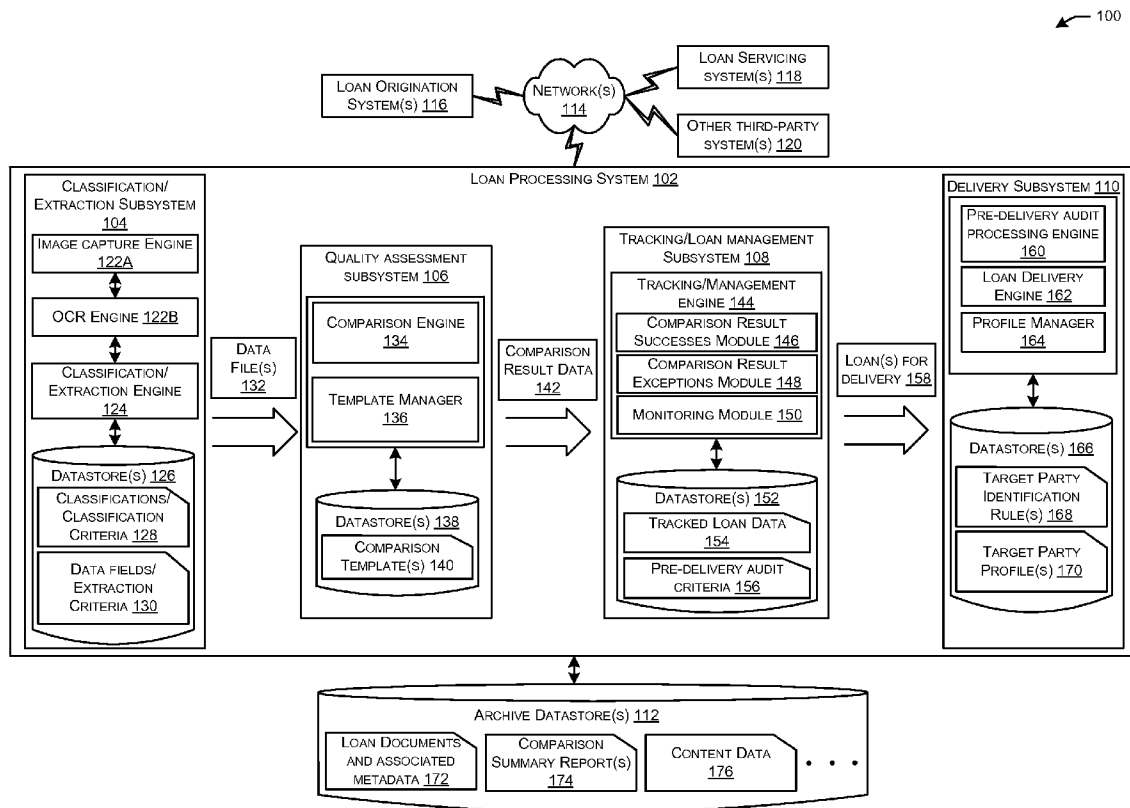 100
LOAN ORIGINATION
SYSTEM(S) 116
NETWORK(S)
114
LOAN SERVICING
SYSTEM(S) 118
OTHER THIRD-PARTY
SYSTEM(S) 120
LOAN PROCESSING SYSTEM 102
CLASSIFICATION/
EXTRACTION SUBSYSTEM
104
IMAGE CAPTURE ENGINE
122A
OCR ENGINE 122B
CLASSIFICATION/
EXTRACTION ENGINE
124
DATASTORE(S) 126
CLASSIFICATIONS/
CLASSIFICATION
CRITERIA 128
DATA FIELDS/
EXTRACTION
CRITERIA 130
DATA
FILE(S)
132
QUALITY ASSESSMENT
SUBSYSTEM 106
COMPARISON ENGINE
134
TEMPLATE MANAGER
136
DATASTORE(S) 138
COMPARISON
TEMPLATE(S) 140
COMPARISON
RESULT DATA
142
TRACKING/LOAN MANAGEMENT
SUBSYSTEM 108
TRACKING/MANAGEMENT
ENGINE 144
COMPARISON RESULT
SUCCESSES MODULE 146
COMPARISON RESULT
EXCEPTIONS MODULE 148
MONITORING MODULE 150
DATASTORE(S) 152
TRACKED LOAN DATA
154
PRE-DELIVERY AUDIT
CRITERIA 156
LOAN(S) FOR
DELIVERY 158
DELIVERY SUBSYSTEM 110
PRE-DELIVERY AUDIT
PROCESSING ENGINE
160
LOAN DELIVERY
ENGINE 162
PROFILE MANAGER
164
DATASTORE(S) 166
TARGET PARTY
IDENTIFICATION
RULE(S) 168
TARGET PARTY
PROFILE(S) 170
ARCHIVE DATASTORE(S) 112
LOAN DOCUMENTS
AND ASSOCIATED
METADATA 172
COMPARISON
SUMMARY REPORT(S)
174
CONTENT DATA
176
• • •